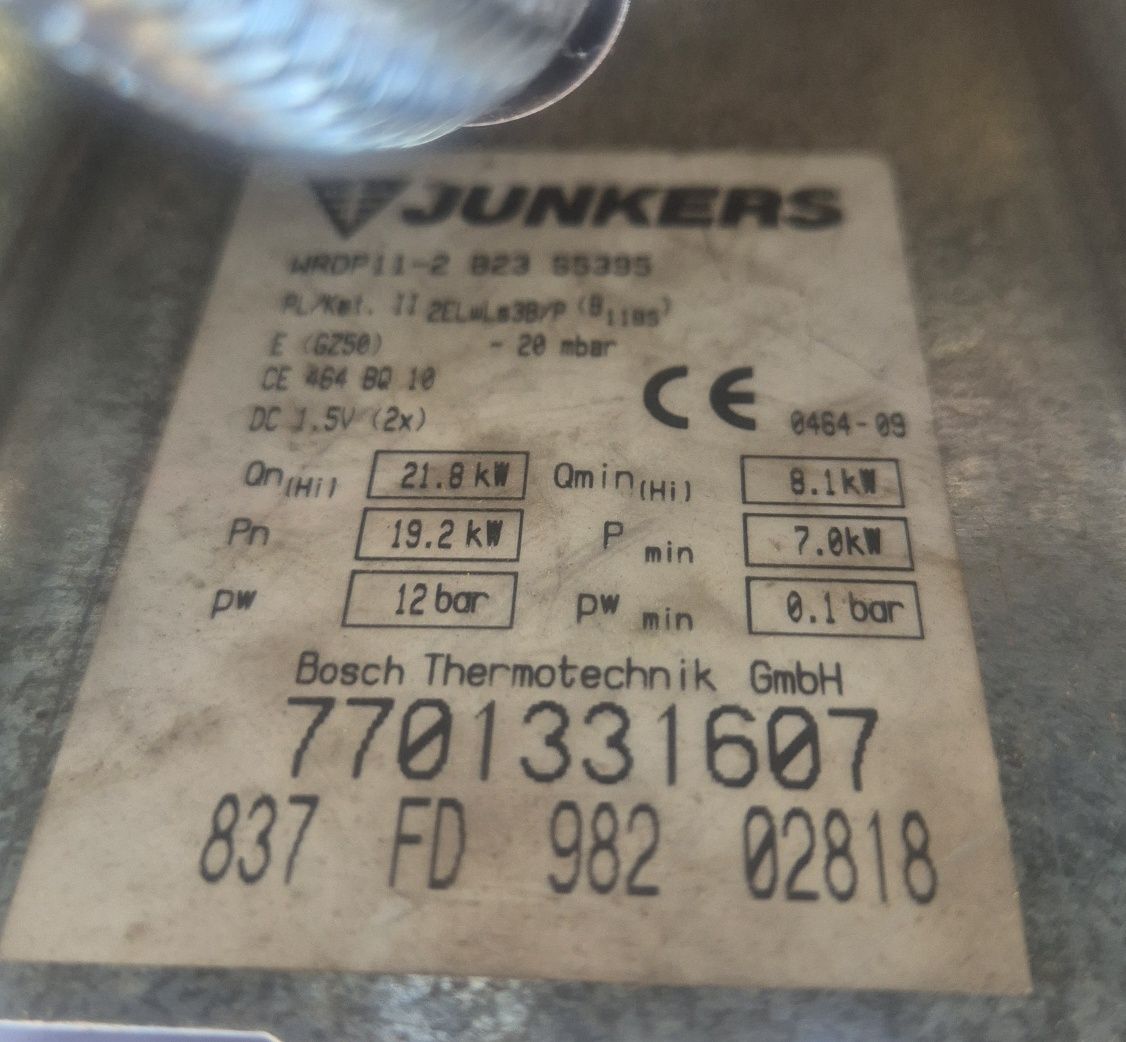 JUNKERS
WRDP11-2 B23 S5395
PL/Kat. II 2ELwLs3B/P (B11BS)
E (GZ50) - 20 mbar
CE 464 BQ 10
DC 1.5V (2x)
CE 0464-09
Qn(Hi) 21.8 kW Qmin(Hi) 8.1kW
Pn 19.2 kW P min 7.0kW
pw 12 bar pw min 0.1 bar
Bosch Thermotechnik GmbH
7701331607
837 FD 982 02818